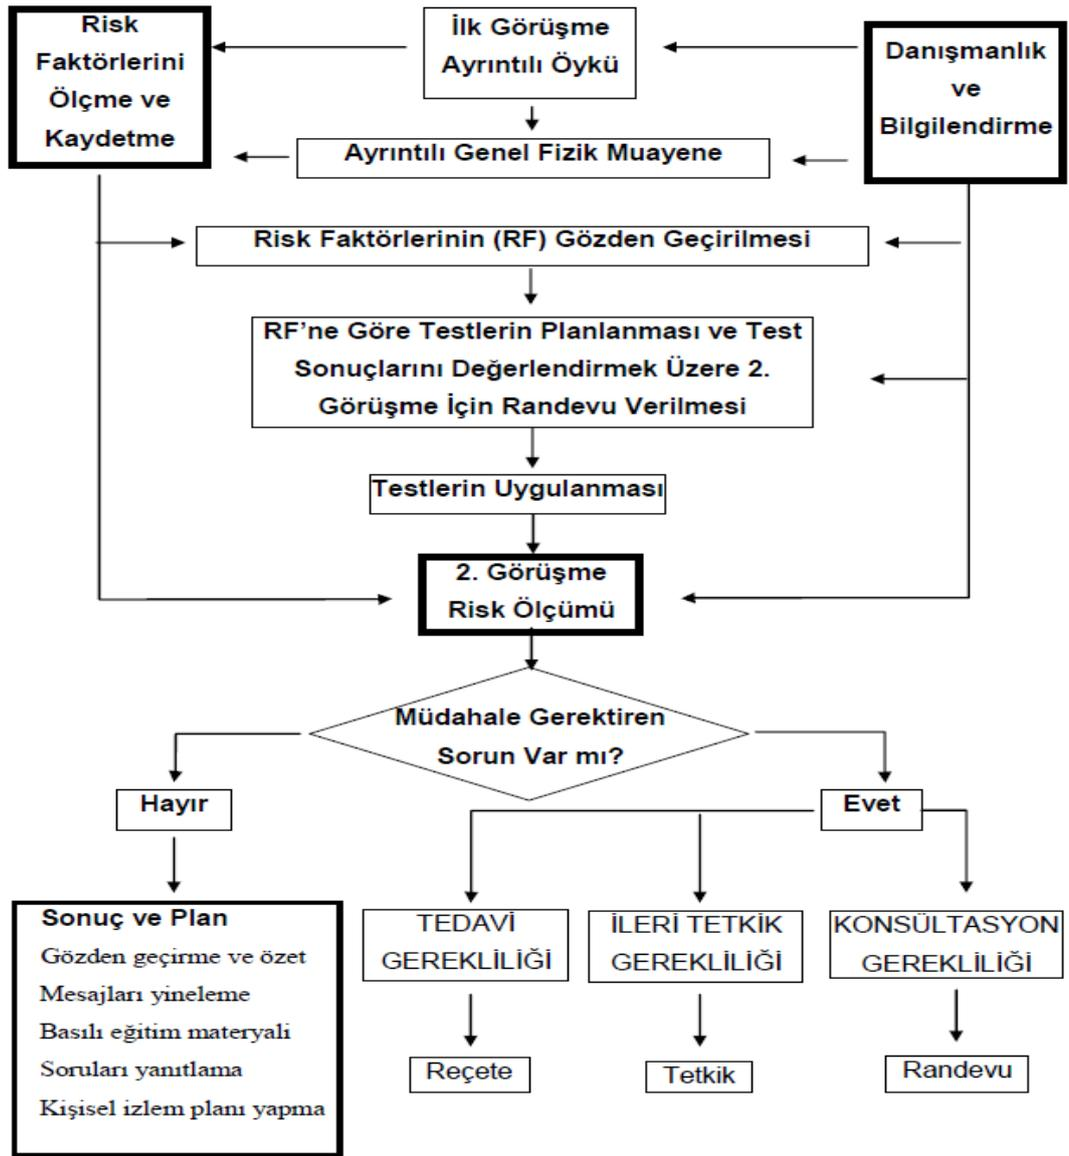 Risk
Faktörlerini
Ölçme ve
Kaydetme
İlk Görüşme
Ayrıntılı Öykü
Danışmanlık
ve
Bilgilendirme
Ayrıntılı Genel Fizik Muayene
Risk Faktörlerinin (RF) Gözden Geçirilmesi
RF’ne Göre Testlerin Planlanması ve Test
Sonuçlarını Değerlendirmek Üzere 2.
Görüşme İçin Randevu Verilmesi
Testlerin Uygulanması
2. Görüşme
Risk Ölçümü
Müdahale Gerektiren
Sorun Var mı?
Hayır
Evet
Sonuç ve Plan
Gözden geçirme ve özet
Mesajları yineleme
Basılı eğitim materyali
Soruları yanıtlama
Kişisel izlem planı yapma
TEDAVİ
GEREKLİLİĞİ
İLERİ TETKİK
GEREKLİLİĞİ
KONSÜLTASYON
GEREKLİLİĞİ
Reçete
Tetkik
Randevu